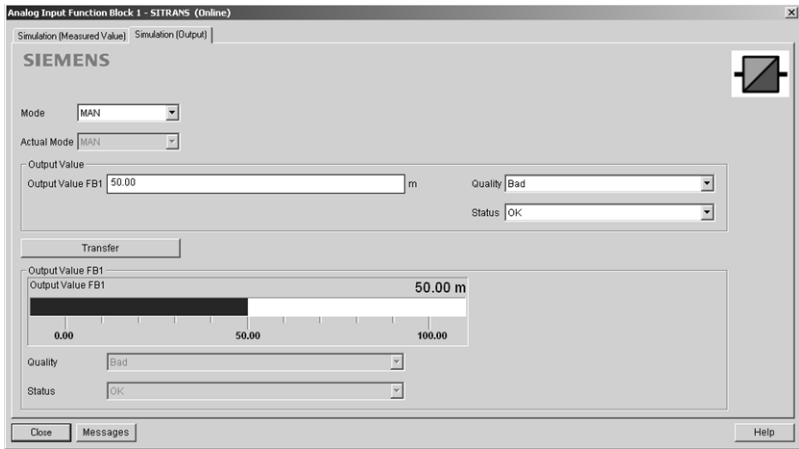 Analog Input Function Block 1 - SITRANS (Online)
Simulation (Measured Value) Simulation (Output)
SIEMENS
Mode MAN
Actual Mode MAN
Output Value
Output Value FB1 50.00 m Quality Bad
Status OK
Transfer
Output Value FB1
Output Value FB1 50.00 m
0.00 50.00 100.00
Quality Bad
Status OK
Close Messages Help